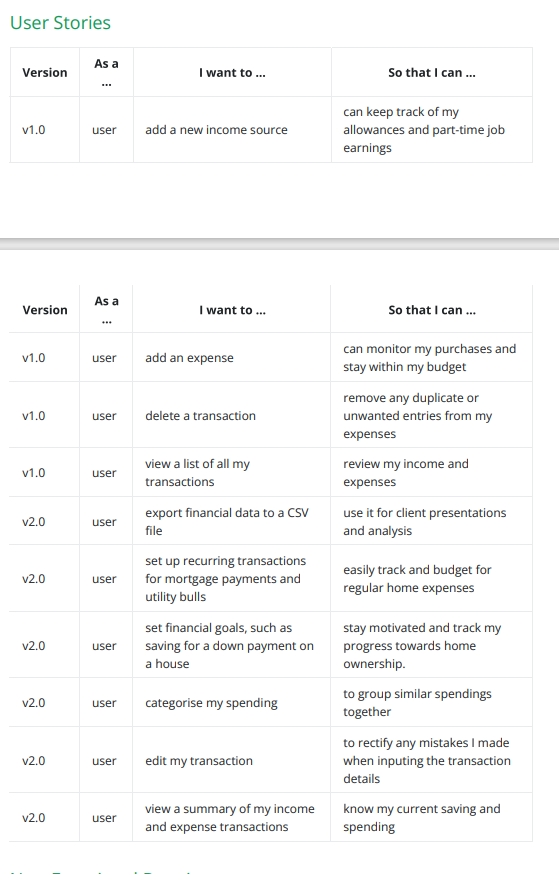 User Stories
Version
As a
...
I want to ...
So that I can ...
v1.0
user
add a new income source
can keep track of my
allowances and part-time job
earnings
Version
As a
...
I want to ...
So that I can ...
v1.0
user
add an expense
can monitor my purchases and
stay within my budget
v1.0
user
delete a transaction
remove any duplicate or
unwanted entries from my
expenses
v1.0
user
view a list of all my
transactions
review my income and
expenses
v2.0
user
export financial data to a CSV
file
use it for client presentations
and analysis
v2.0
user
set up recurring transactions
for mortgage payments and
utility bulls
easily track and budget for
regular home expenses
v2.0
user
set financial goals, such as
saving for a down payment on
a house
stay motivated and track my
progress towards home
ownership.
v2.0
user
categorise my spending
to group similar spendings
together
v2.0
user
edit my transaction
to rectify any mistakes I made
when inputing the transaction
details
v2.0
user
view a summary of my income
and expense transactions
know my current saving and
spending